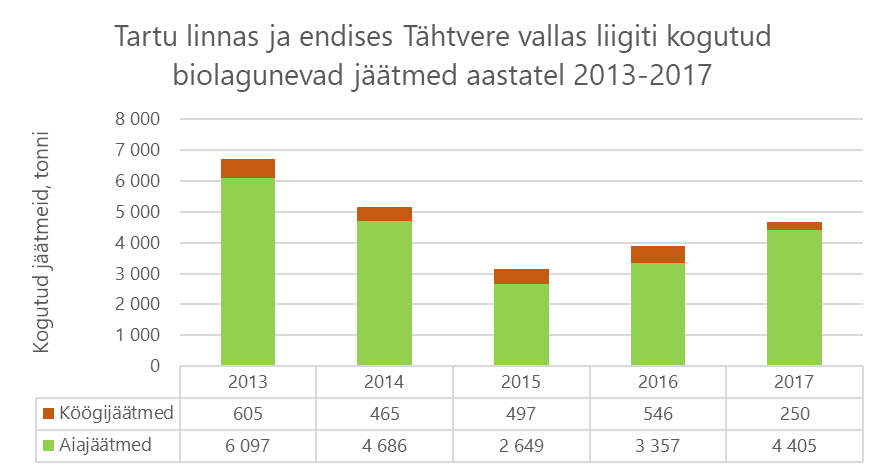 Tartu linnas ja endises Tähtvere vallas liigiti kogutud
biolagunevad jäätmed aastatel 2013-2017
Kogutud jäätmeid, tonni
8 000
7 000
6 000
5 000
4 000
3 000
2 000
1 000
0
2013 2014 2015 2016 2017
Köögijäätmed 605 465 497 546 250
Aiajäätmed 6 097 4 686 2 649 3 357 4 405